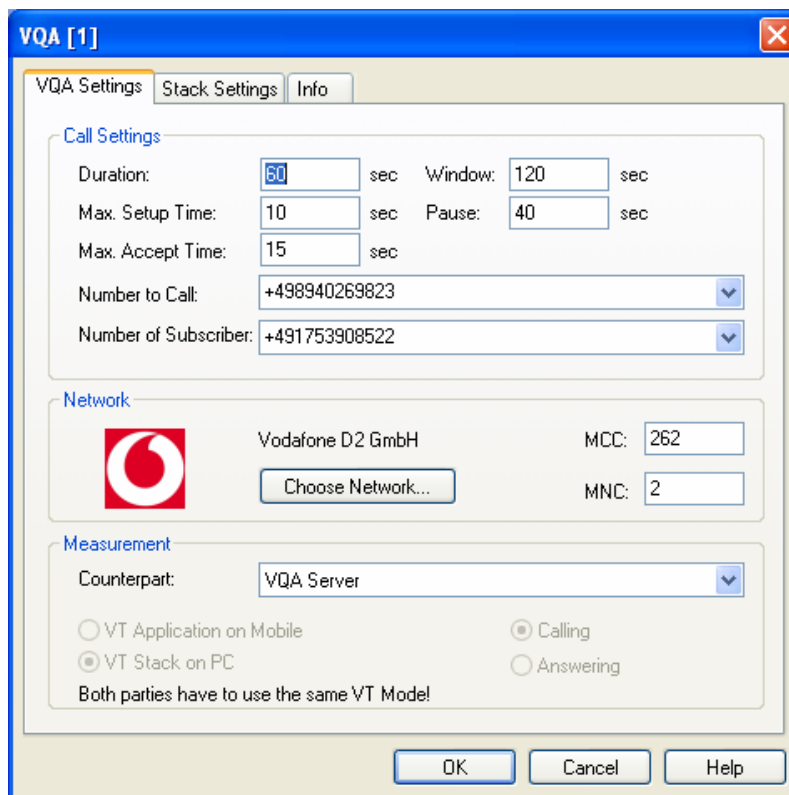 VQA [1]
VQA Settings Stack Settings Info
Call Settings
Duration: 60 sec Window: 120 sec
Max. Setup Time: 10 sec Pause: 40 sec
Max. Accept Time: 15 sec
Number to Call: +498940269823
Number of Subscriber: +491753908522
Network
Vodafone D2 GmbH MCC: 262
Choose Network... MNC: 2
Measurement
Counterpart: VQA Server
VT Application on Mobile Calling
VT Stack on PC Answering
Both parties have to use the same VT Mode!
OK Cancel Help